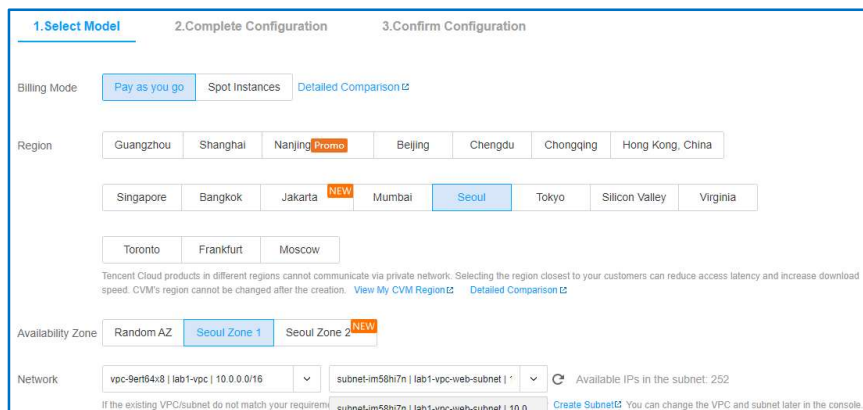 1.Select Model 2.Complete Configuration 3.Confirm Configuration
Billing Mode Pay as you go Spot Instances Detailed Comparison
Region Guangzhou Shanghai Nanjing Promo Beijing Chengdu Chongqing Hong Kong, China
Singapore Bangkok Jakarta NEW Mumbai Seoul Tokyo Silicon Valley Virginia
Toronto Frankfurt Moscow
Tencent Cloud products in different regions cannot communicate via private network. Selecting the region closest to your customers can reduce access latency and increase download
speed. CVM's region cannot be changed after the creation. View My CVM Region Detailed Comparison
Availability Zone Random AZ Seoul Zone 1 Seoul Zone 2 NEW
Network vpc-9ert64x8 | lab1-vpc | 10.0.0.0/16 subnet-im58hi7n | lab1-vpc-web-subnet | 1 Available IPs in the subnet: 252
If the existing VPC/subnet do not match your requireme subnet-im58hi7n | lab1-vpc-web-subnet | 10.0 Create Subnet You can change the VPC and subnet later in the console.